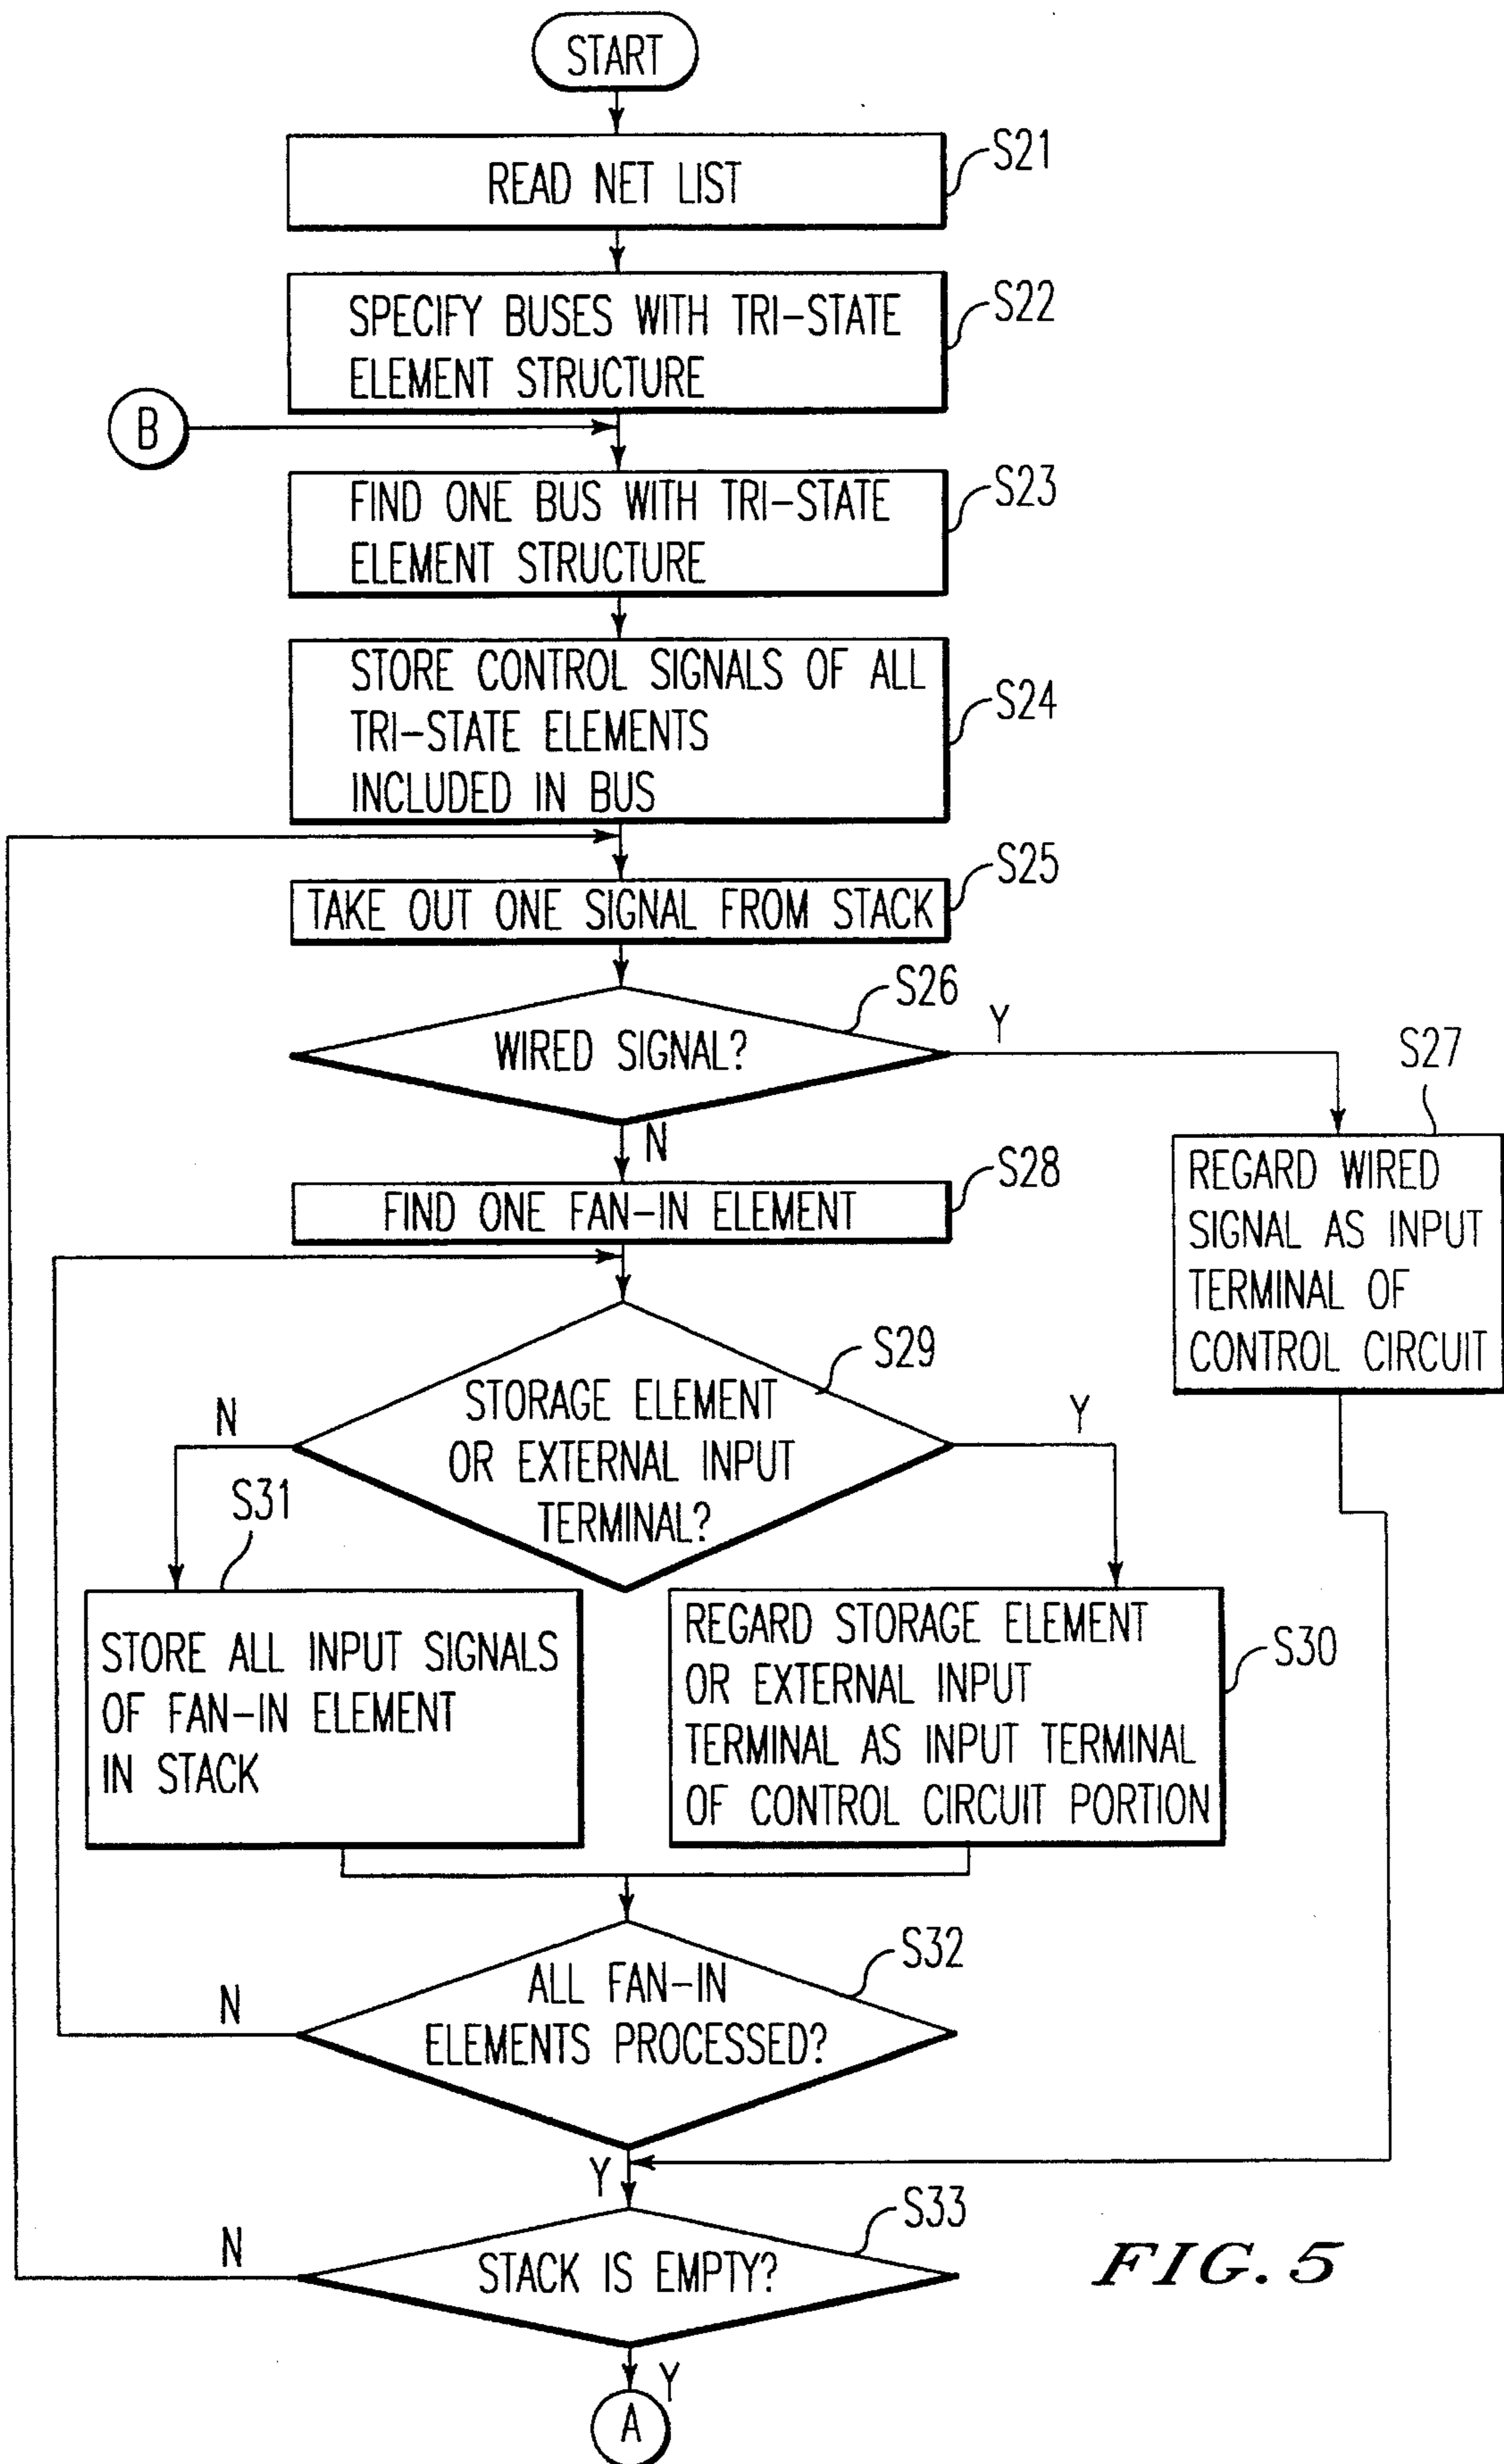 START
READ NET LIST
S21
SPECIFY BUSES WITH TRI-STATE
ELEMENT STRUCTURE
S22
B
FIND ONE BUS WITH TRI-STATE
ELEMENT STRUCTURE
S23
STORE CONTROL SIGNALS OF ALL
TRI-STATE ELEMENTS
INCLUDED IN BUS
S24
TAKE OUT ONE SIGNAL FROM STACK
S25
WIRED SIGNAL?
S26
Y
N
S27
REGARD WIRED
SIGNAL AS INPUT
TERMINAL OF
CONTROL CIRCUIT
FIND ONE FAN-IN ELEMENT
S28
STORAGE ELEMENT
OR EXTERNAL INPUT
TERMINAL?
S29
N
Y
S31
STORE ALL INPUT SIGNALS
OF FAN-IN ELEMENT
IN STACK
REGARD STORAGE ELEMENT
OR EXTERNAL INPUT
TERMINAL AS INPUT TERMINAL
OF CONTROL CIRCUIT PORTION
S30
ALL FAN-IN
ELEMENTS PROCESSED?
S32
N
Y
STACK IS EMPTY?
S33
N
Y
A
FIG. 5